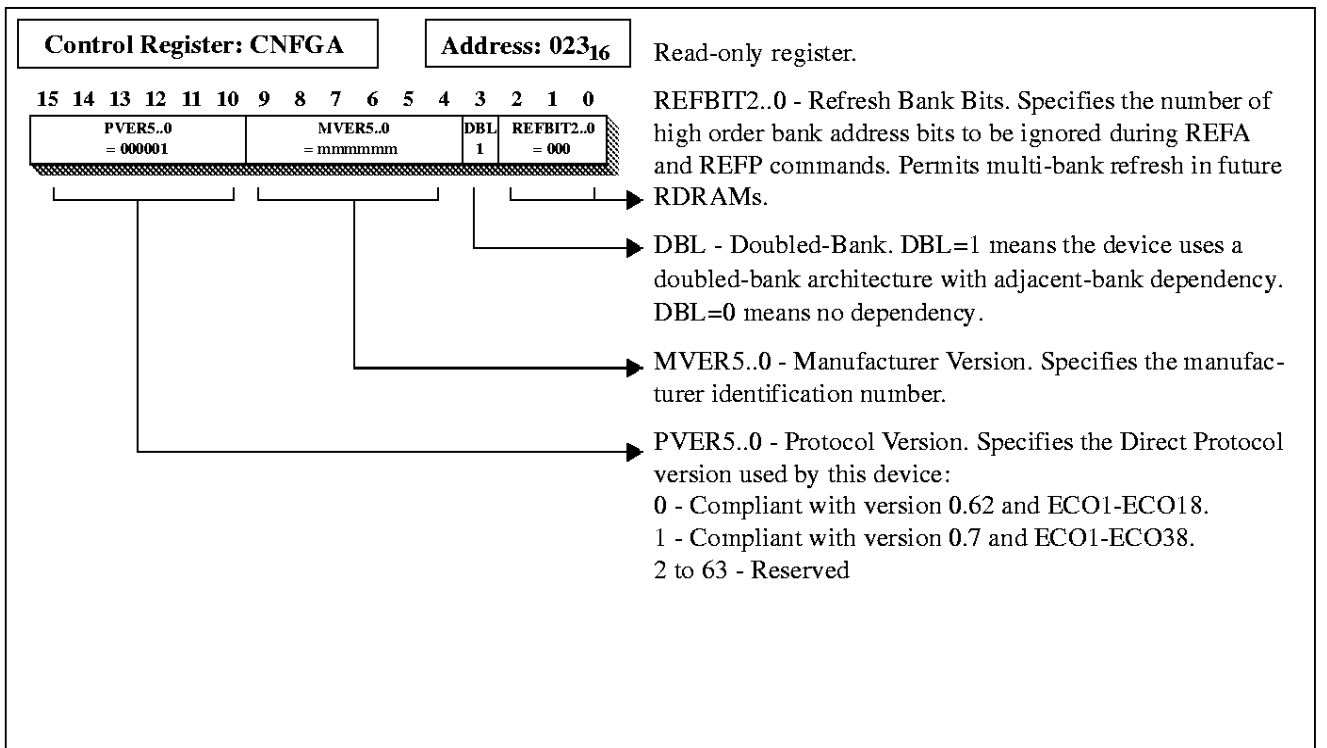 Control Register: CNFGA
Address: 023₁₆
15 14 13 12 11 10 9 8 7 6 5 4 3 2 1 0
PVER5..0 MVER5..0 DBL REFBIT2..0
= 000001 = mmmmmm 1 = 000
Read-only register.
REFBIT2..0 - Refresh Bank Bits. Specifies the number of
high order bank address bits to be ignored during REFA
and REFP commands. Permits multi-bank refresh in future
RDRAMs.
DBL - Doubled-Bank. DBL=1 means the device uses a
doubled-bank architecture with adjacent-bank dependency.
DBL=0 means no dependency.
MVER5..0 - Manufacturer Version. Specifies the manufac-
turer identification number.
PVER5..0 - Protocol Version. Specifies the Direct Protocol
version used by this device:
0 - Compliant with version 0.62 and ECO1-ECO18.
1 - Compliant with version 0.7 and ECO1-ECO38.
2 to 63 - Reserved